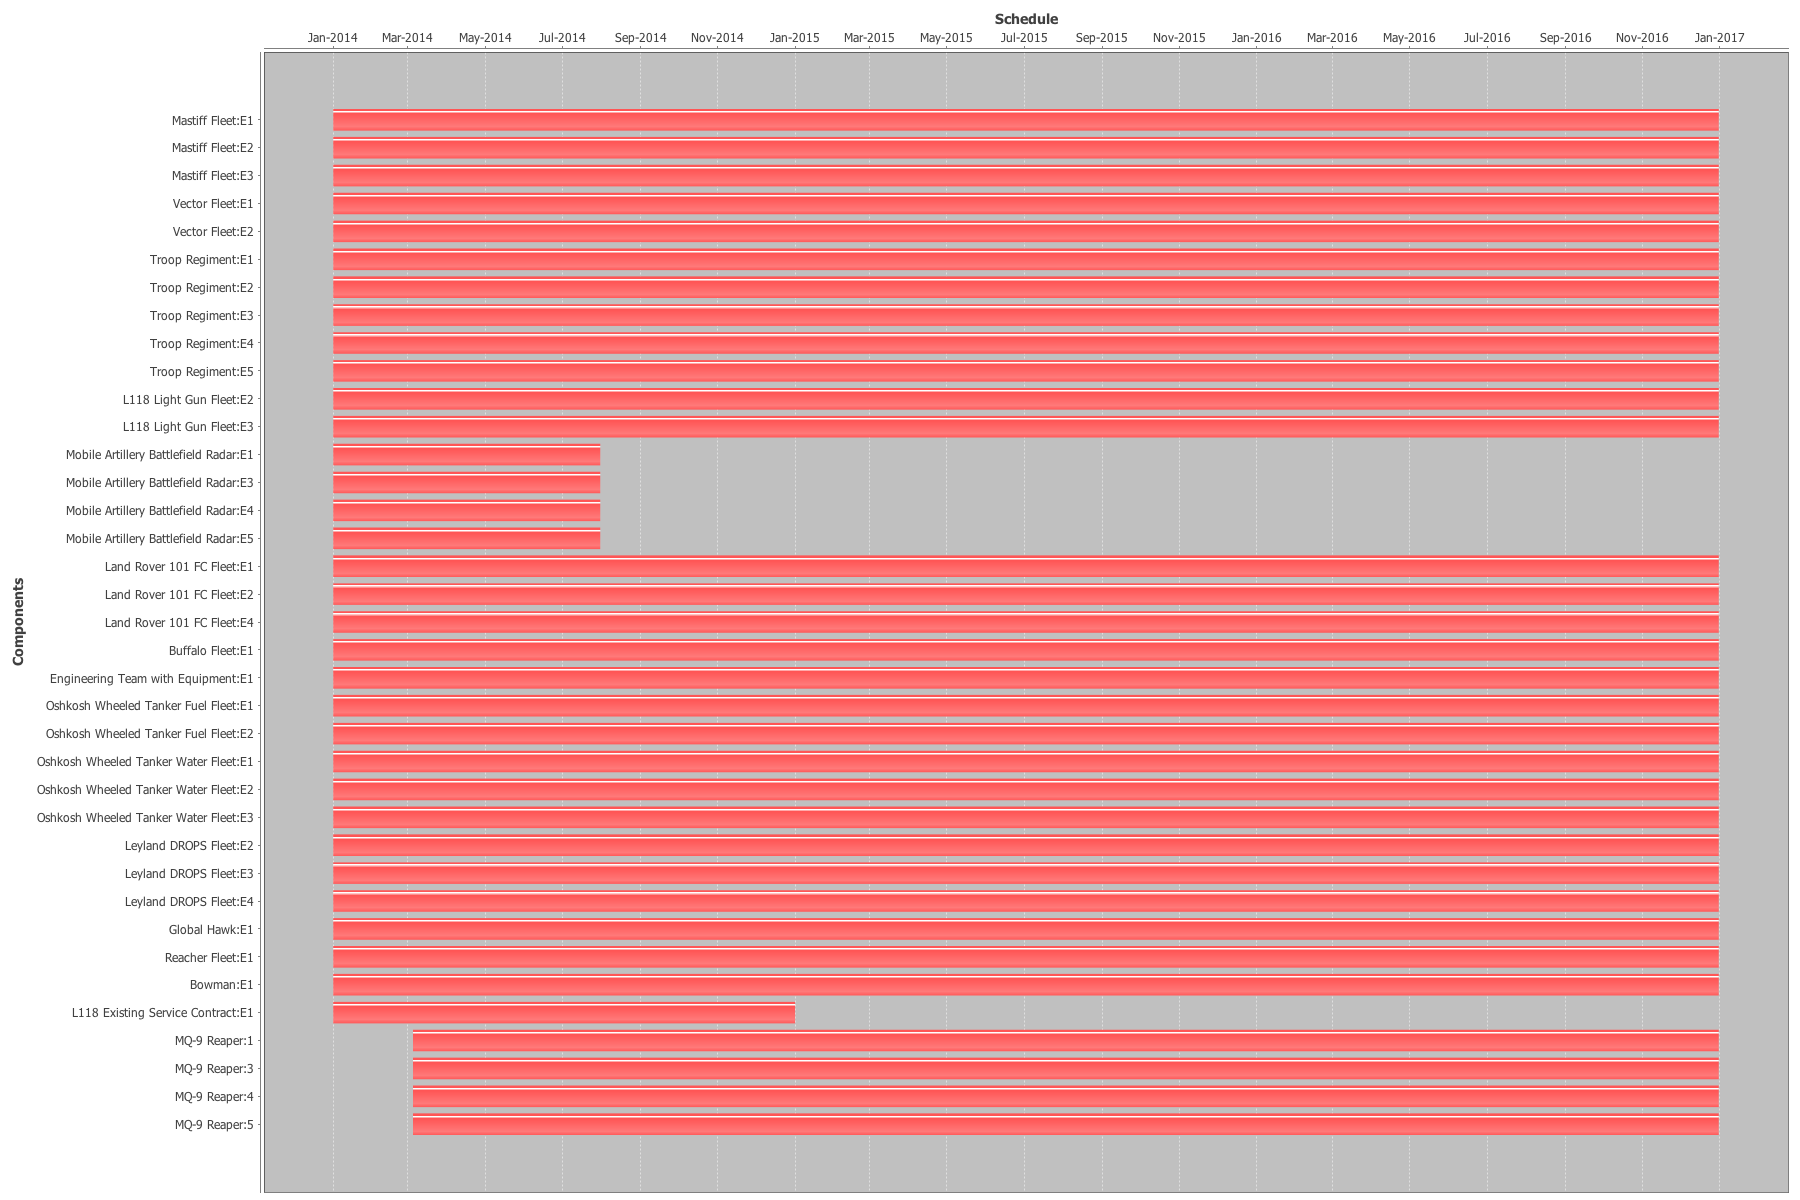 Schedule
Jan-2014 Mar-2014 May-2014 Jul-2014 Sep-2014 Nov-2014 Jan-2015 Mar-2015 May-2015 Jul-2015 Sep-2015 Nov-2015 Jan-2016 Mar-2016 May-2016 Jul-2016 Sep-2016 Nov-2016 Jan-2017
Components
Mastiff Fleet:E1
Mastiff Fleet:E2
Mastiff Fleet:E3
Vector Fleet:E1
Vector Fleet:E2
Troop Regiment:E1
Troop Regiment:E2
Troop Regiment:E3
Troop Regiment:E4
Troop Regiment:E5
L118 Light Gun Fleet:E2
L118 Light Gun Fleet:E3
Mobile Artillery Battlefield Radar:E1
Mobile Artillery Battlefield Radar:E3
Mobile Artillery Battlefield Radar:E4
Mobile Artillery Battlefield Radar:E5
Land Rover 101 FC Fleet:E1
Land Rover 101 FC Fleet:E2
Land Rover 101 FC Fleet:E4
Buffalo Fleet:E1
Engineering Team with Equipment:E1
Oshkosh Wheeled Tanker Fuel Fleet:E1
Oshkosh Wheeled Tanker Fuel Fleet:E2
Oshkosh Wheeled Tanker Water Fleet:E1
Oshkosh Wheeled Tanker Water Fleet:E2
Oshkosh Wheeled Tanker Water Fleet:E3
Leyland DROPS Fleet:E2
Leyland DROPS Fleet:E3
Leyland DROPS Fleet:E4
Global Hawk:E1
Reacher Fleet:E1
Bowman:E1
L118 Existing Service Contract:E1
MQ-9 Reaper:1
MQ-9 Reaper:3
MQ-9 Reaper:4
MQ-9 Reaper:5